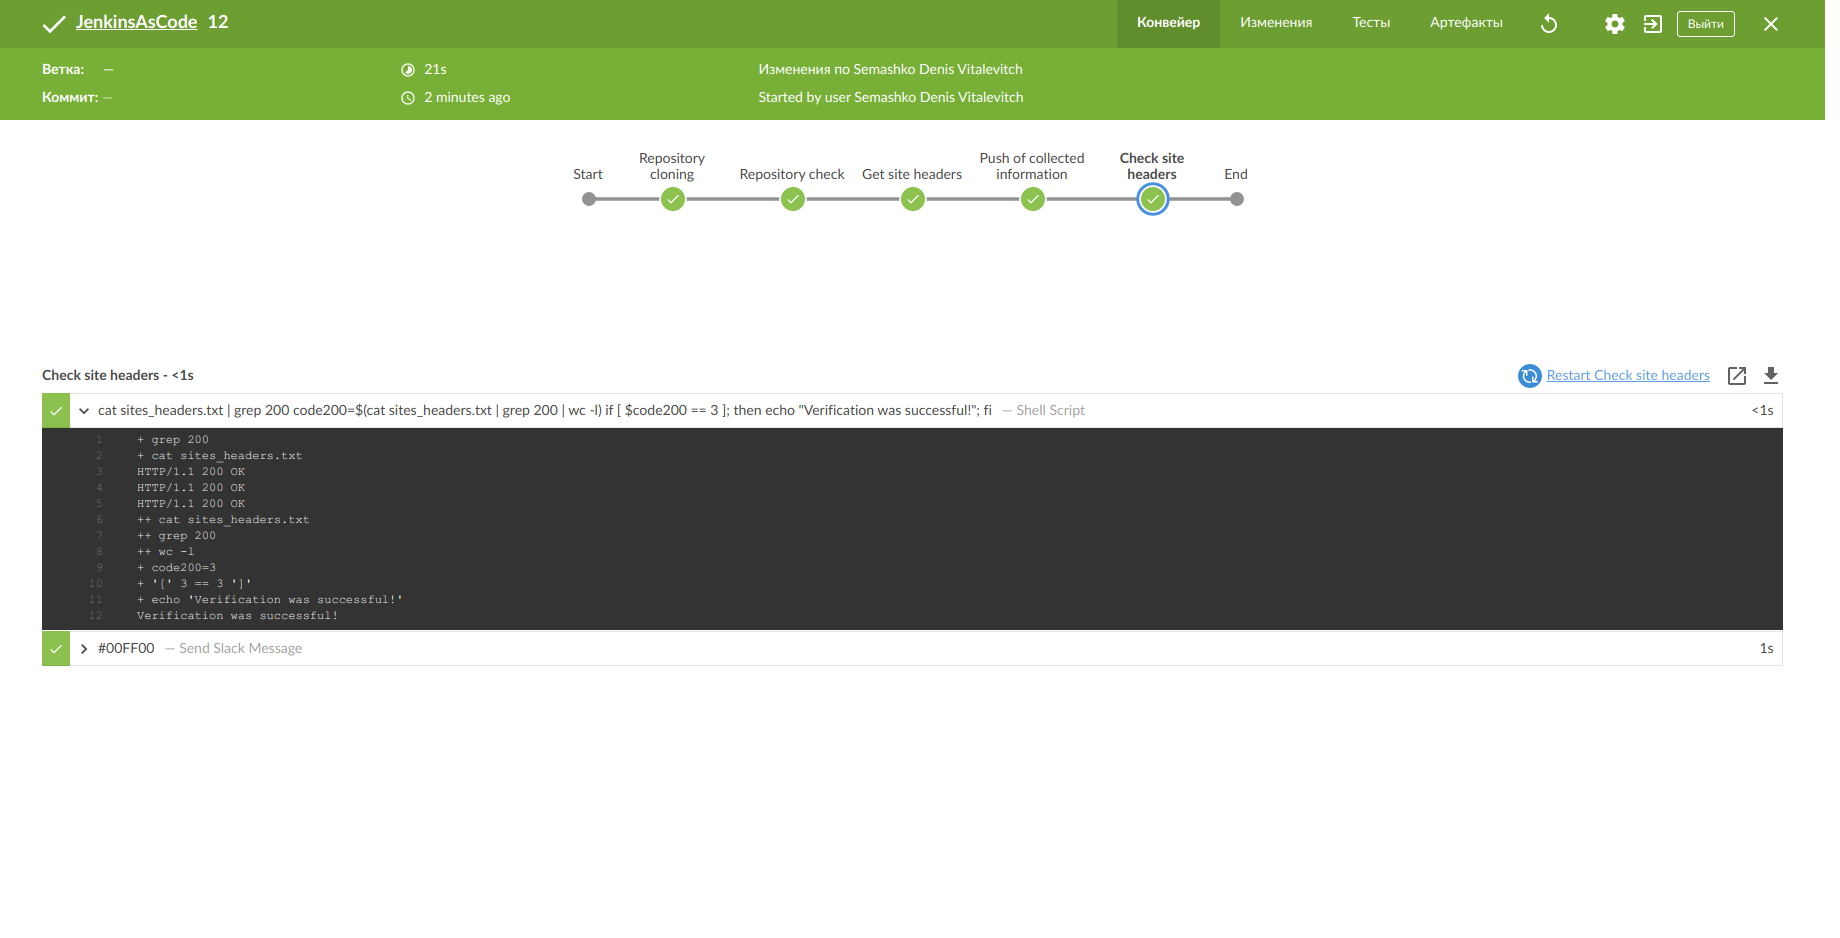 JenkinsAsCode 12
Конвейер Изменения Тесты Артефакты Выйти
Ветка: — 21s Изменения по Semashko Denis Vitalevitch
Коммит: — 2 minutes ago Started by user Semashko Denis Vitalevitch
Start
Repository
cloning
Repository check
Get site headers
Push of collected
information
Check site
headers
End
Check site headers - <1s
Restart Check site headers
cat sites_headers.txt | grep 200 code200=$(cat sites_headers.txt | grep 200 | wc -l) if [ $code200 == 3 ]; then echo "Verification was successful!"; fi — Shell Script <1s
1 + grep 200
2 + cat sites_headers.txt
3 HTTP/1.1 200 OK
4 HTTP/1.1 200 OK
5 HTTP/1.1 200 OK
6 ++ cat sites_headers.txt
7 ++ grep 200
8 ++ wc -l
9 + code200=3
10 + '[' 3 == 3 ']'
11 + echo 'Verification was successful!'
12 Verification was successful!
#00FF00 — Send Slack Message 1s